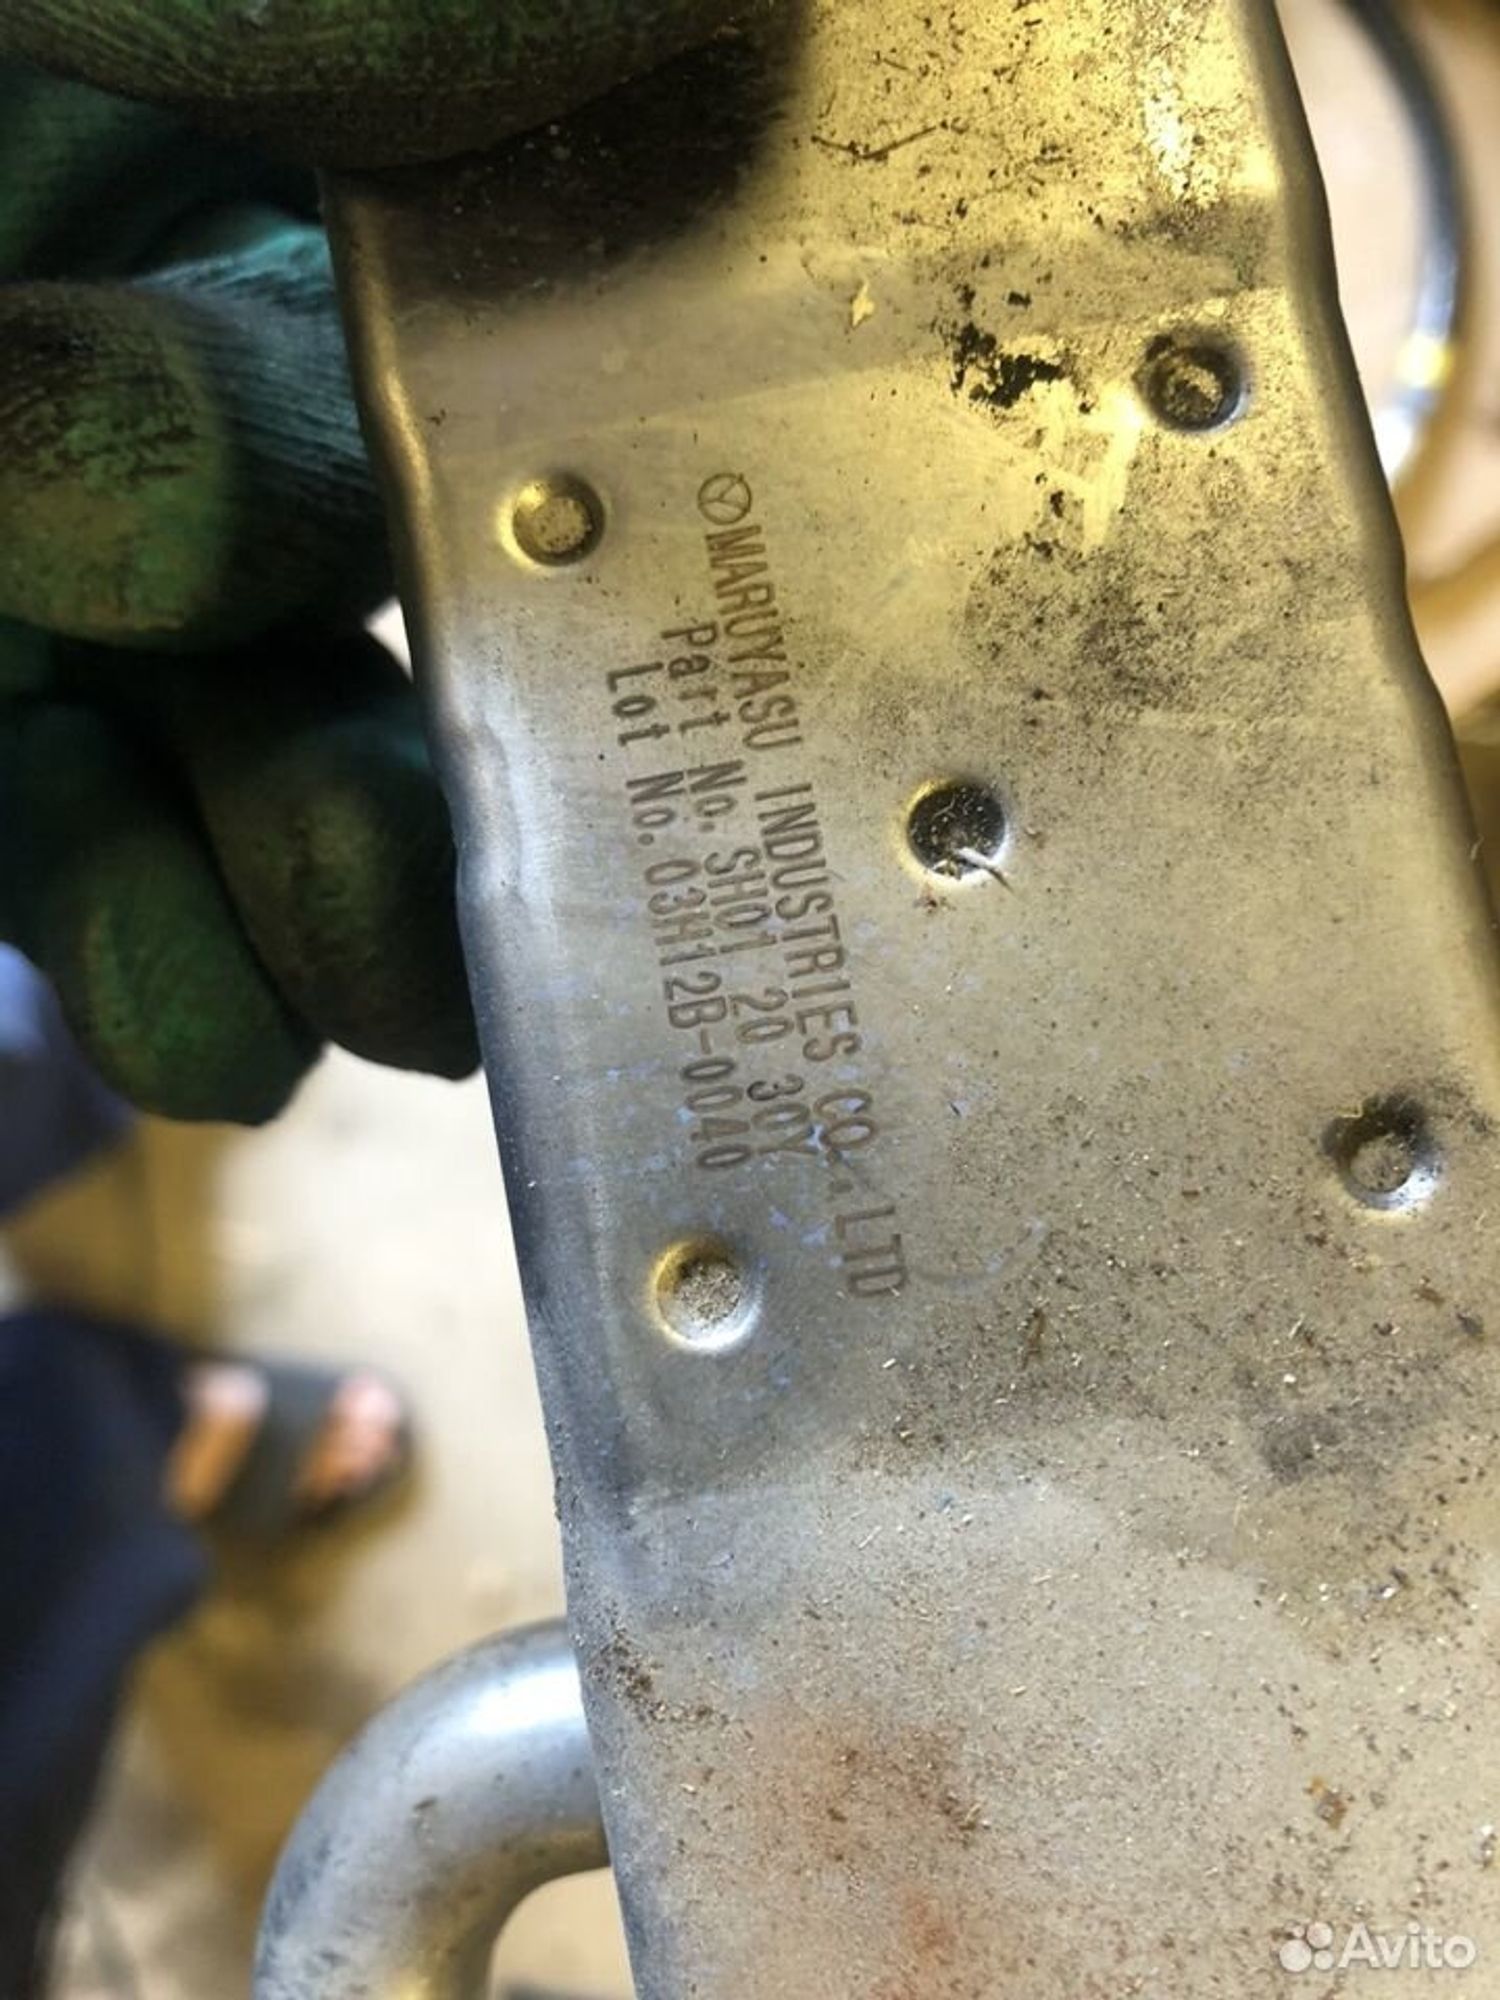 MARUYASU INDUSTRIES CO., LTD
Part No. SH01 20 30Y
Lot No. 03H12B-0040
Avito